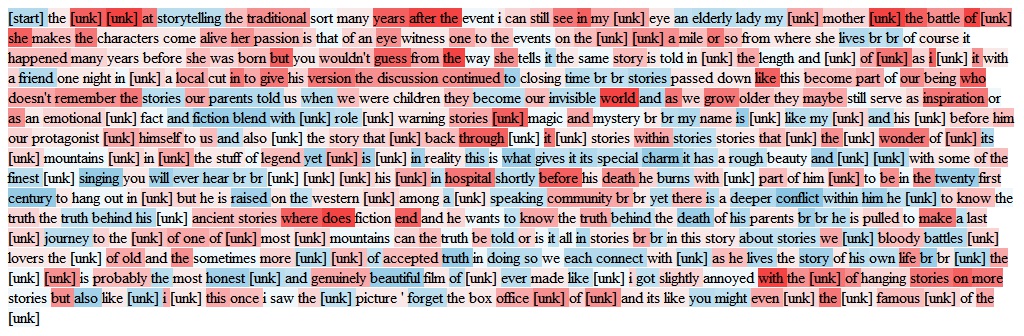 [start] the [unk] [unk] at storytelling the traditional sort many years after the event i can still see in my [unk] eye an elderly lady my [unk] mother [unk] the battle of [unk]
she makes the characters come alive her passion is that of an eye witness one to the events on the [unk] [unk] a mile or so from where she lives br br of course it
happened many years before she was born but you wouldn't guess from the way she tells it the same story is told in [unk] the length and [unk] of [unk] as i [unk] it with
a friend one night in [unk] a local cut in to give his version the discussion continued to closing time br br stories passed down like this become part of our being who
doesn't remember the stories our parents told us when we were children they become our invisible world and as we grow older they maybe still serve as inspiration or
as an emotional [unk] fact and fiction blend with [unk] role [unk] warning stories [unk] magic and mystery br br my name is [unk] like my [unk] and his [unk] before him
our protagonist [unk] himself to us and also [unk] the story that [unk] back through [unk] it [unk] stories within stories stories that [unk] the [unk] wonder of [unk] its
[unk] mountains [unk] in [unk] the stuff of legend yet [unk] is [unk] in reality this is what gives it its special charm it has a rough beauty and [unk] [unk] with some of the
finest [unk] singing you will ever hear br br [unk] [unk] [unk] his [unk] in hospital shortly before his death he burns with [unk] part of him [unk] to be in the twenty first
century to hang out in [unk] but he is raised on the western [unk] among a [unk] speaking community br br yet there is a deeper conflict within him he [unk] to know the
truth the truth behind his [unk] ancient stories where does fiction end and he wants to know the truth behind the death of his parents br br he is pulled to make a last
[unk] journey to the [unk] of one of [unk] most [unk] mountains can the truth be told or is it all in stories br br in this story about stories we [unk] bloody battles [unk]
lovers the [unk] of old and the sometimes more [unk] [unk] of accepted truth in doing so we each connect with [unk] as he lives the story of his own life br br [unk] the
[unk] [unk] is probably the most honest [unk] and genuinely beautiful film of [unk] ever made like [unk] i got slightly annoyed with the [unk] of hanging stories on more
stories but also like [unk] i [unk] this once i saw the [unk] picture ' forget the box office [unk] of [unk] and its like you might even [unk] the [unk] famous [unk] of the
[unk]